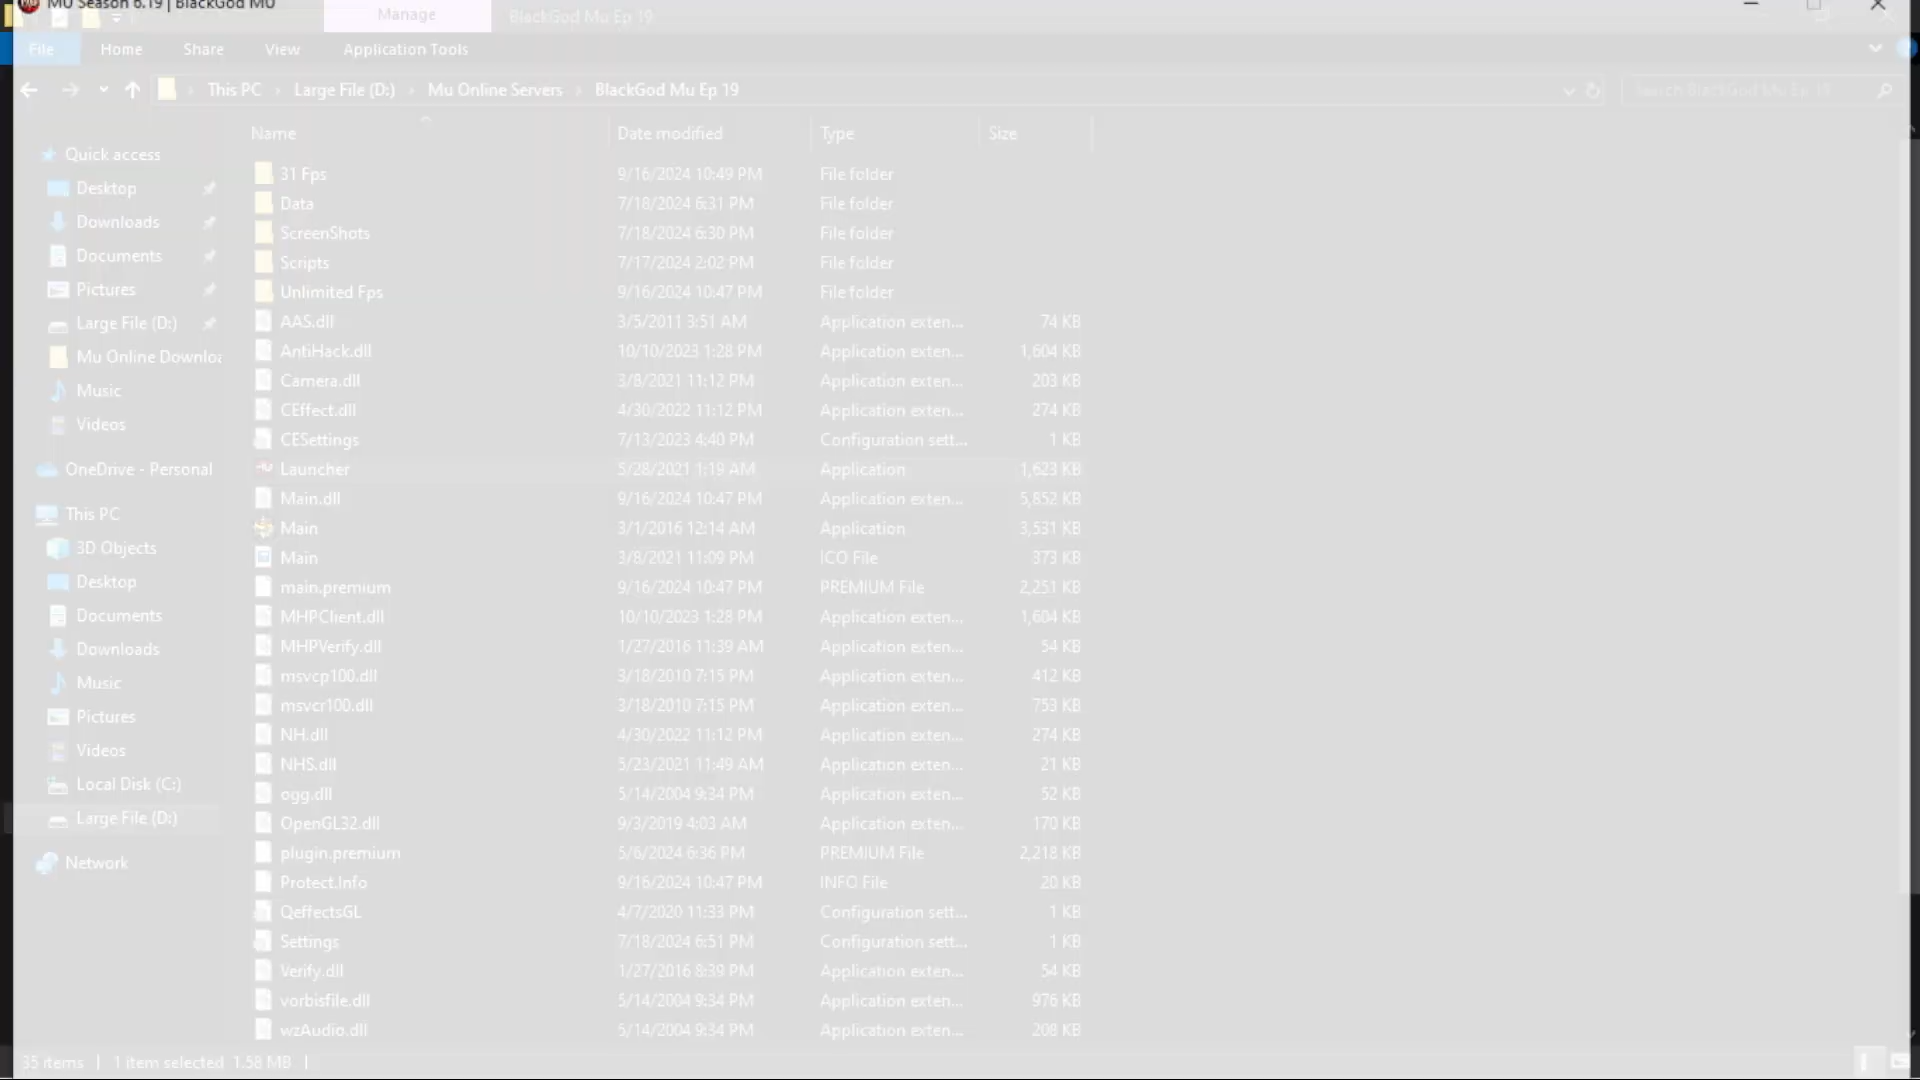 MU Season 6.19 | BlackGod MU
Manage
BlackGod Mu Ep 19
File
Home
Share
View
Application Tools
This PC
Large File (D:)
Mu Online Servers
BlackGod Mu Ep 19
Search BlackGod Mu Ep 19
Name
Date modified
Type
Size
Quick access
Desktop
Downloads
Documents
Pictures
Large File (D:)
Mu Online Downloa
Music
Videos
OneDrive - Personal
This PC
3D Objects
Desktop
Documents
Downloads
Music
Pictures
Videos
Local Disk (C:)
Large File (D:)
Network
31 Fps 9/16/2024 10:49 PM File folder
Data 7/18/2024 6:31 PM File folder
ScreenShots 7/18/2024 6:30 PM File folder
Scripts 7/17/2024 2:02 PM File folder
Unlimited Fps 9/16/2024 10:47 PM File folder
AAS.dll 3/5/2011 3:51 AM Application exten... 74 KB
AntiHack.dll 10/10/2023 1:28 PM Application exten... 1,604 KB
Camera.dll 3/8/2021 11:12 PM Application exten... 203 KB
CEffect.dll 4/30/2022 11:12 PM Application exten... 274 KB
CESettings 7/13/2023 4:40 PM Configuration sett... 1 KB
Launcher 5/28/2021 1:19 AM Application 1,623 KB
Main.dll 9/16/2024 10:47 PM Application exten... 5,852 KB
Main 3/1/2016 12:14 AM Application 3,531 KB
Main 3/8/2021 11:09 PM ICO File 373 KB
main.premium 9/16/2024 10:47 PM PREMIUM File 2,251 KB
MHPClient.dll 10/10/2023 1:28 PM Application exten... 1,604 KB
MHPVerify.dll 1/27/2016 11:39 AM Application exten... 54 KB
msvcp100.dll 3/18/2010 7:15 PM Application exten... 412 KB
msvcr100.dll 3/18/2010 7:15 PM Application exten... 753 KB
NH.dll 4/30/2022 11:12 PM Application exten... 274 KB
NHS.dll 5/23/2021 11:49 AM Application exten... 21 KB
ogg.dll 5/14/2004 9:34 PM Application exten... 52 KB
OpenGL32.dll 9/3/2019 4:03 AM Application exten... 170 KB
plugin.premium 5/6/2024 6:36 PM PREMIUM File 2,218 KB
Protect.Info 9/16/2024 10:47 PM INFO File 20 KB
QeffectsGL 4/7/2020 11:33 PM Configuration sett... 1 KB
Settings 7/18/2024 6:51 PM Configuration sett... 1 KB
Verify.dll 1/27/2016 8:39 PM Application exten... 54 KB
vorbisfile.dll 5/14/2004 9:34 PM Application exten... 976 KB
wzAudio.dll 5/14/2004 9:34 PM Application exten... 208 KB
35 items | 1 item selected 1.58 MB |